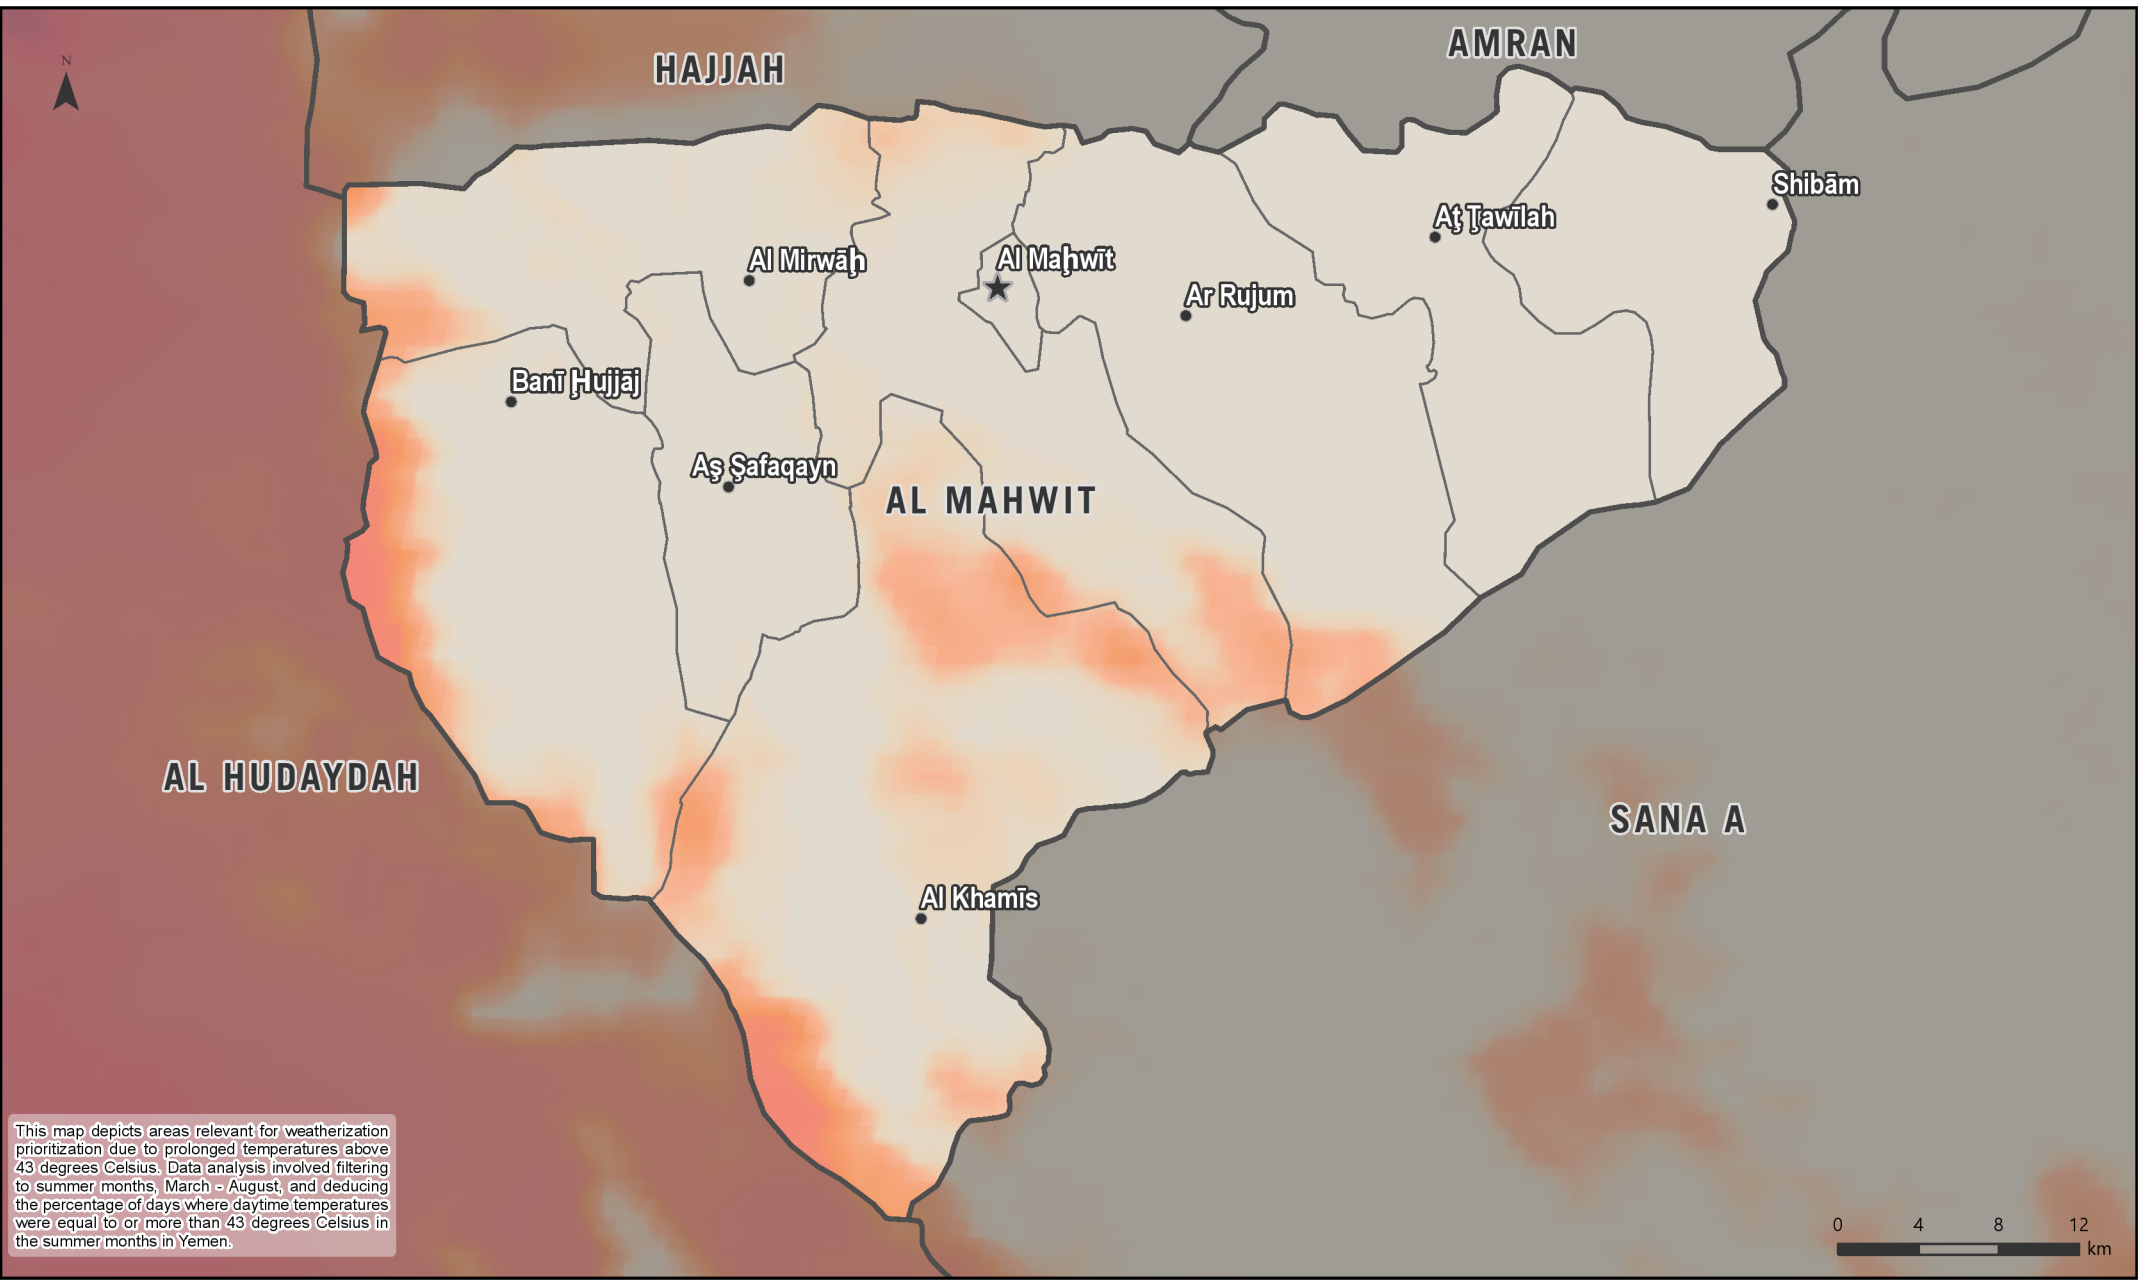 N
HAJJAH
AMRAN
Shibām
Aţ Ţawīlah
Al Mirwāḩ
Al Maḩwīt
Ar Rujum
Banī Ḩujjāj
Aş Şafaqayn
AL MAHWIT
AL HUDAYDAH
SANA A
Al Khamīs
This map depicts areas relevant for weatherization
prioritization due to prolonged temperatures above
43 degrees Celsius. Data analysis involved filtering
to summer months, March - August, and deducing
the percentage of days where daytime temperatures
were equal to or more than 43 degrees Celsius in
the summer months in Yemen.
0 4 8 12
km